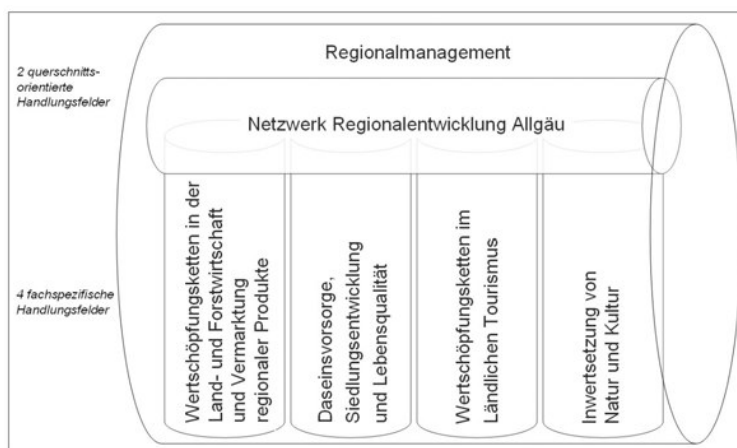 Regionalmanagement
2 querschnitts-
orientierte
Handlungsfelder
Netzwerk Regionalentwicklung Allgäu
4 fachspezifische
Handlungsfelder
Wertschöpfungsketten in der
Land- und Forstwirtschaft
und Vermarktung
regionaler Produkte
Daseinsvorsorge,
Siedlungsentwicklung
und Lebensqualität
Wertschöpfungsketten im
Ländlichen Tourismus
Inwertsetzung von
Natur und Kultur